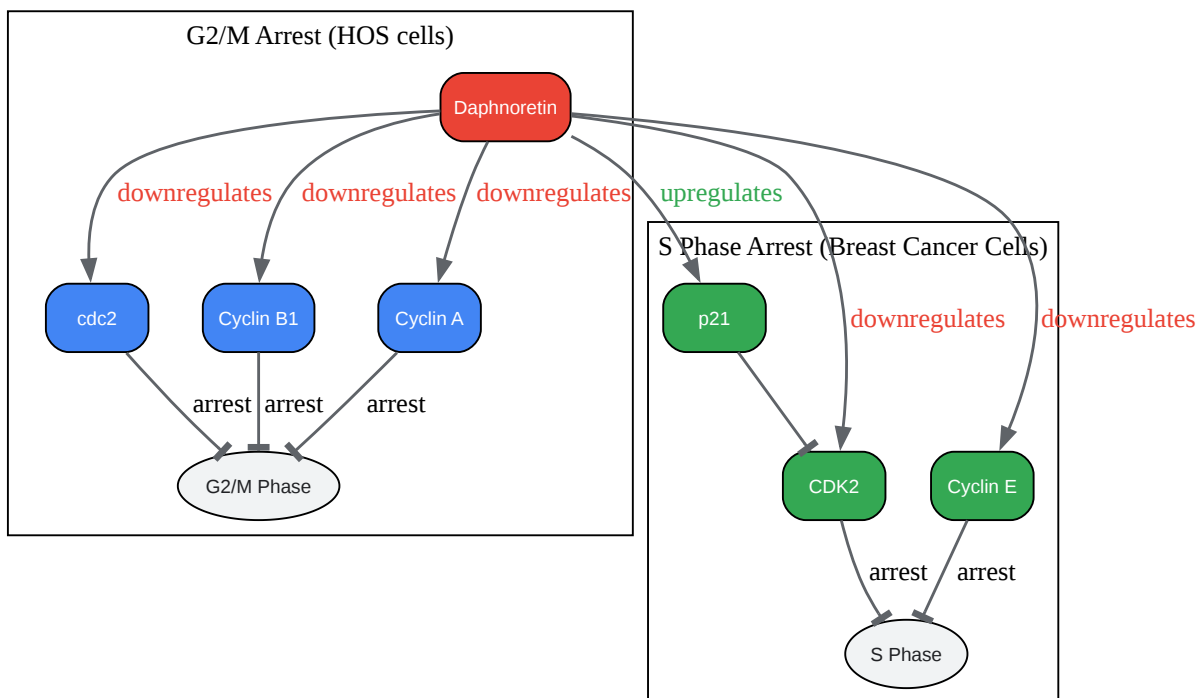 G2/M Arrest (HOS cells)
Daphnoretin
downregulates
downregulates
downregulates
upregulates
S Phase Arrest (Breast Cancer Cells)
cdc2
Cyclin B1
Cyclin A
p21
downregulates
downregulates
arrest
arrest
arrest
G2/M Phase
CDK2
Cyclin E
arrest
arrest
S Phase